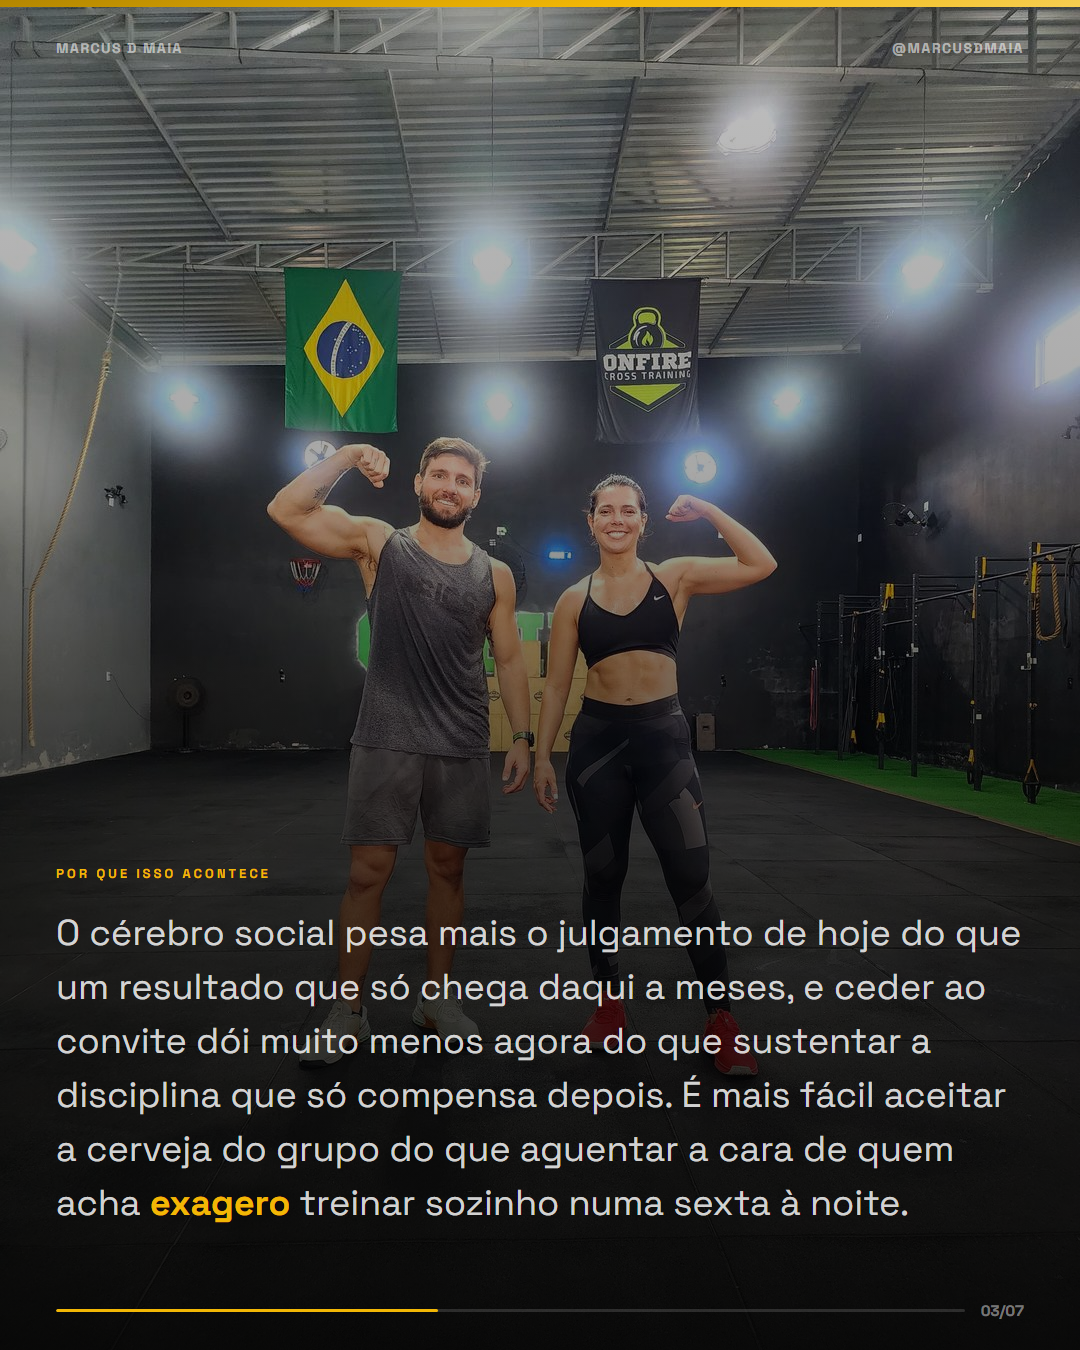 MARCUS D MAIA
@MARCUSDMAIA
ONFIRE
CROSS TRAINING
POR QUE ISSO ACONTECE
O cérebro social pesa mais o julgamento de hoje do que
um resultado que só chega daqui a meses, e ceder ao
convite dói muito menos agora do que sustentar a
disciplina que só compensa depois. É mais fácil aceitar
a cerveja do grupo do que aguentar a cara de quem
acha exagero treinar sozinho numa sexta à noite.
03/07